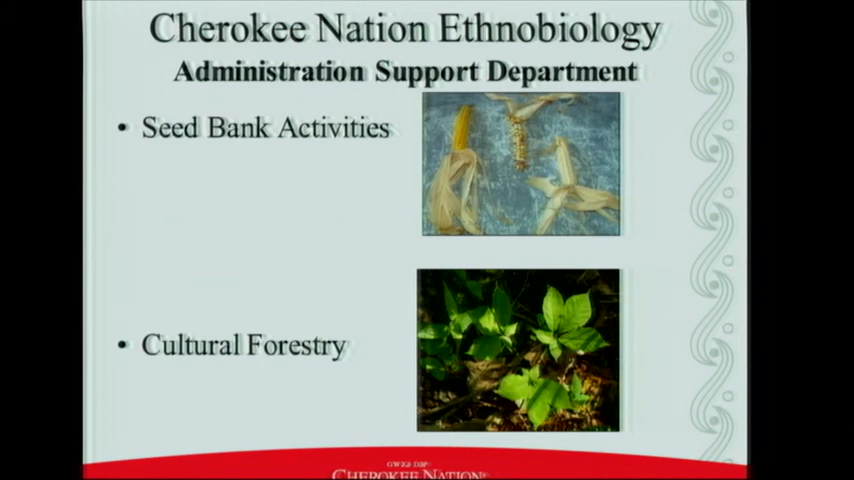 Cherokee Nation Ethnobiology
Administration Support Department
• Seed Bank Activities
• Cultural Forestry
CHEROKEE NATION